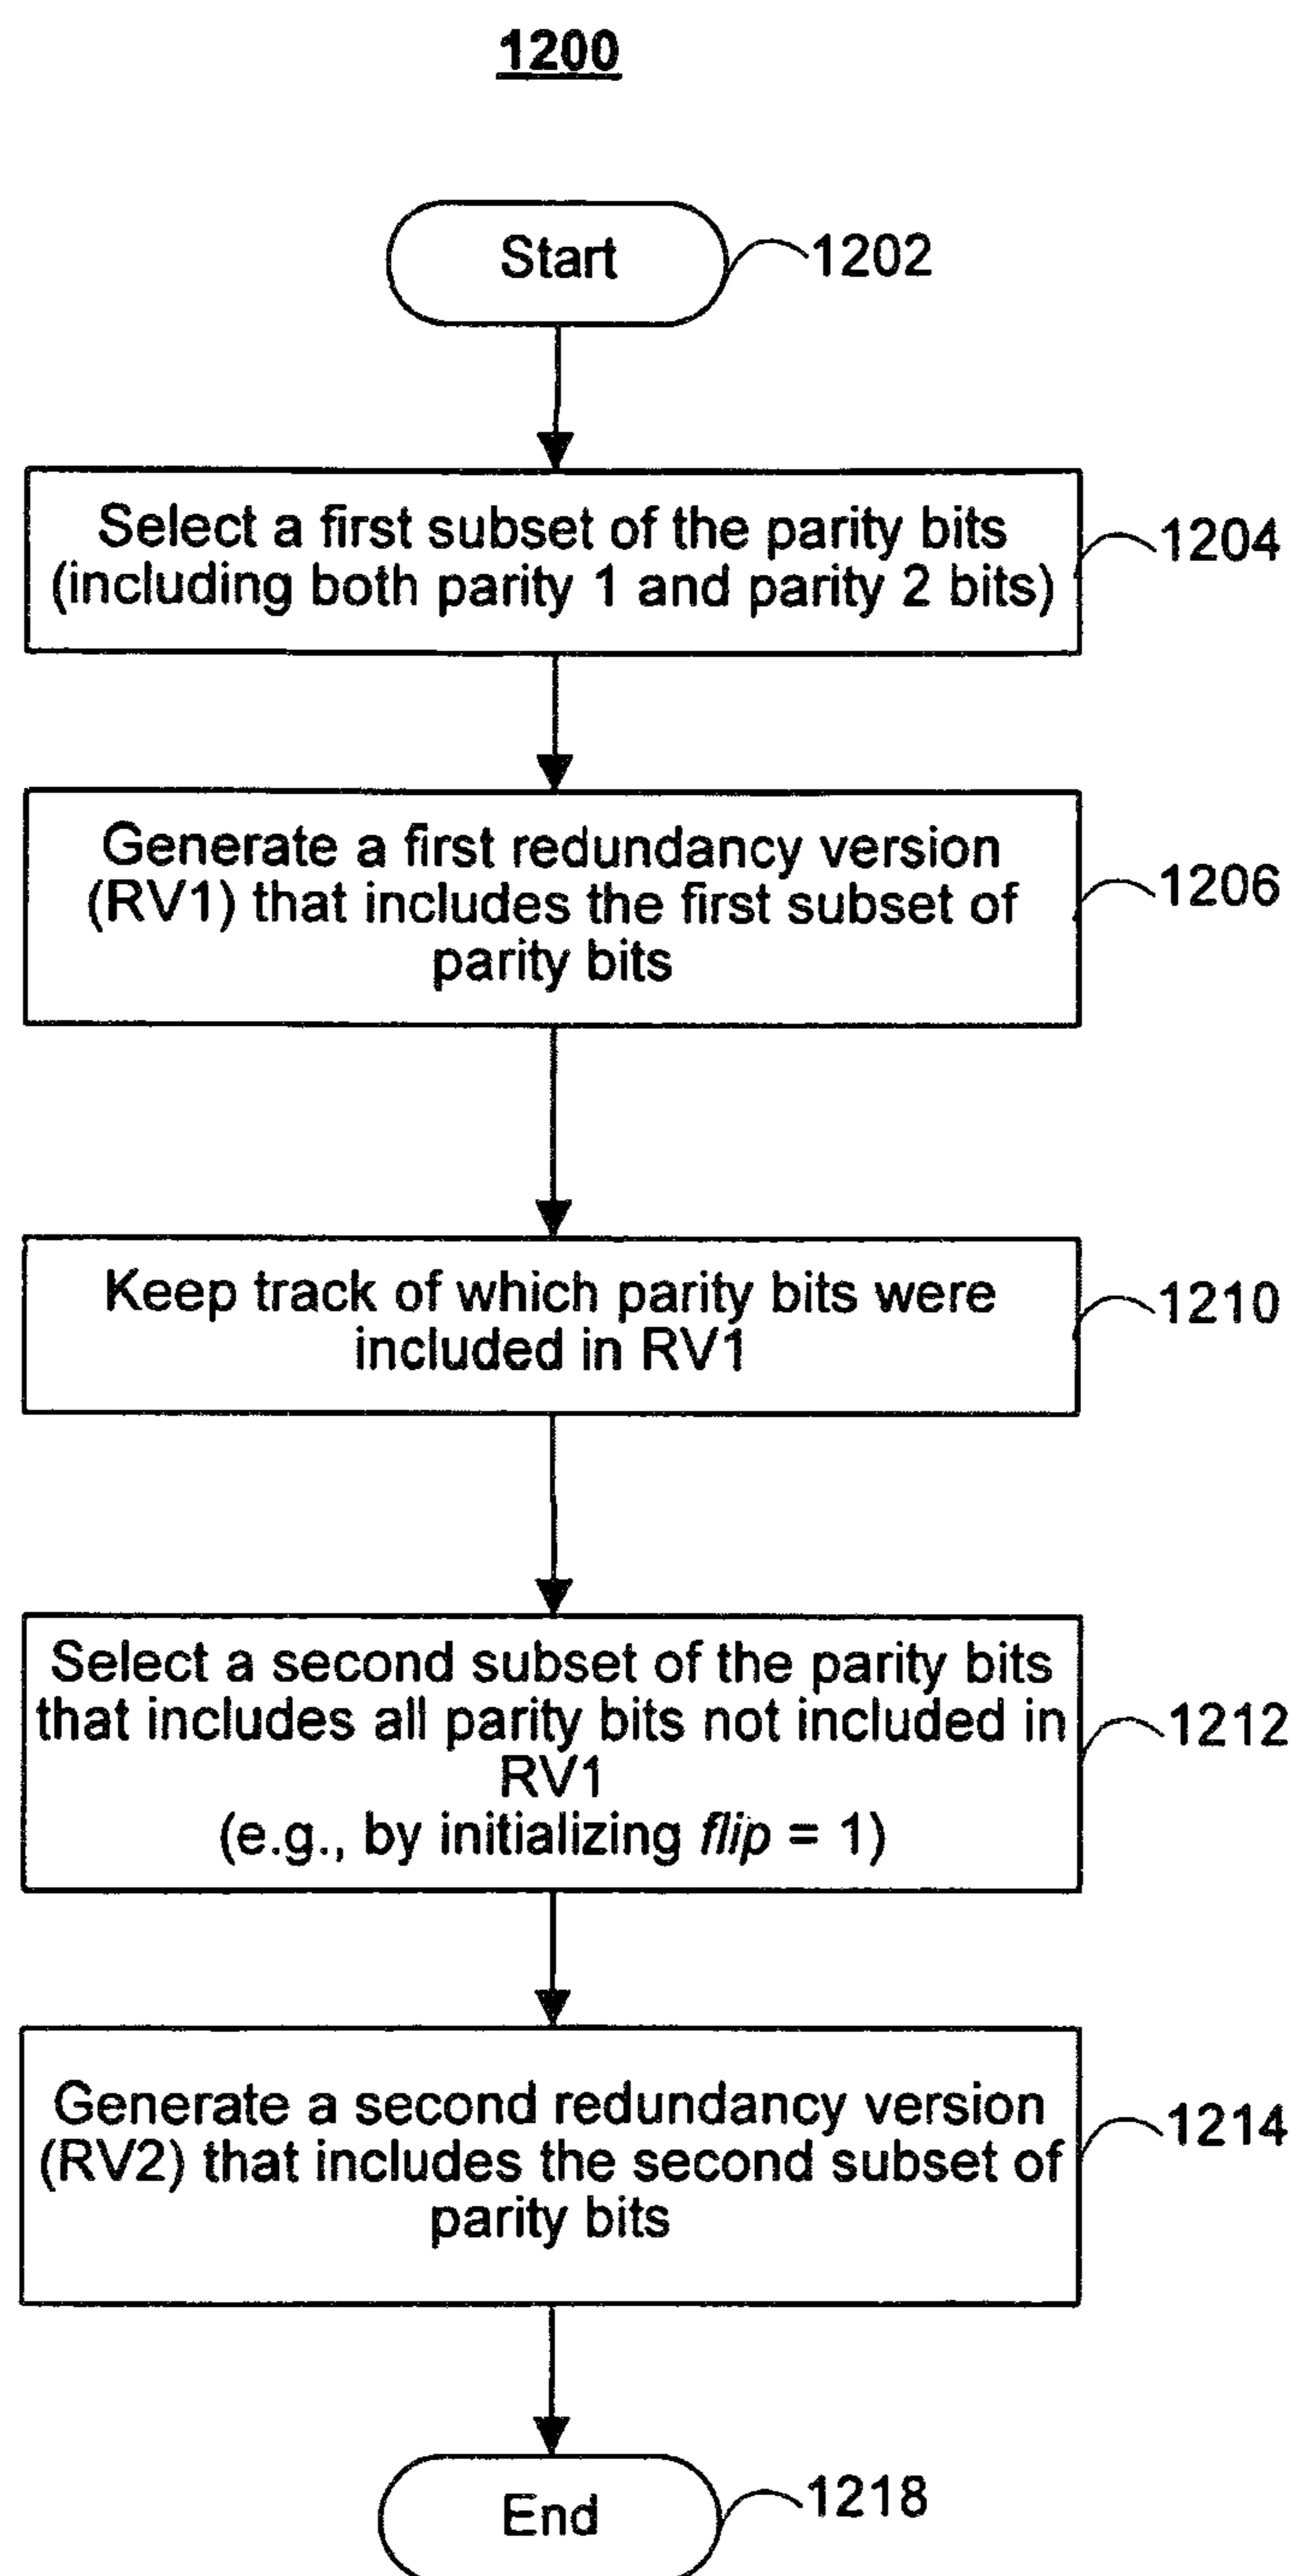 1200
Start
1202
Select a first subset of the parity bits
(including both parity 1 and parity 2 bits)
1204
Generate a first redundancy version
(RV1) that includes the first subset of
parity bits
1206
Keep track of which parity bits were
included in RV1
1210
Select a second subset of the parity bits
that includes all parity bits not included in
RV1
(e.g., by initializing flip = 1)
1212
Generate a second redundancy version
(RV2) that includes the second subset of
parity bits
1214
End
1218